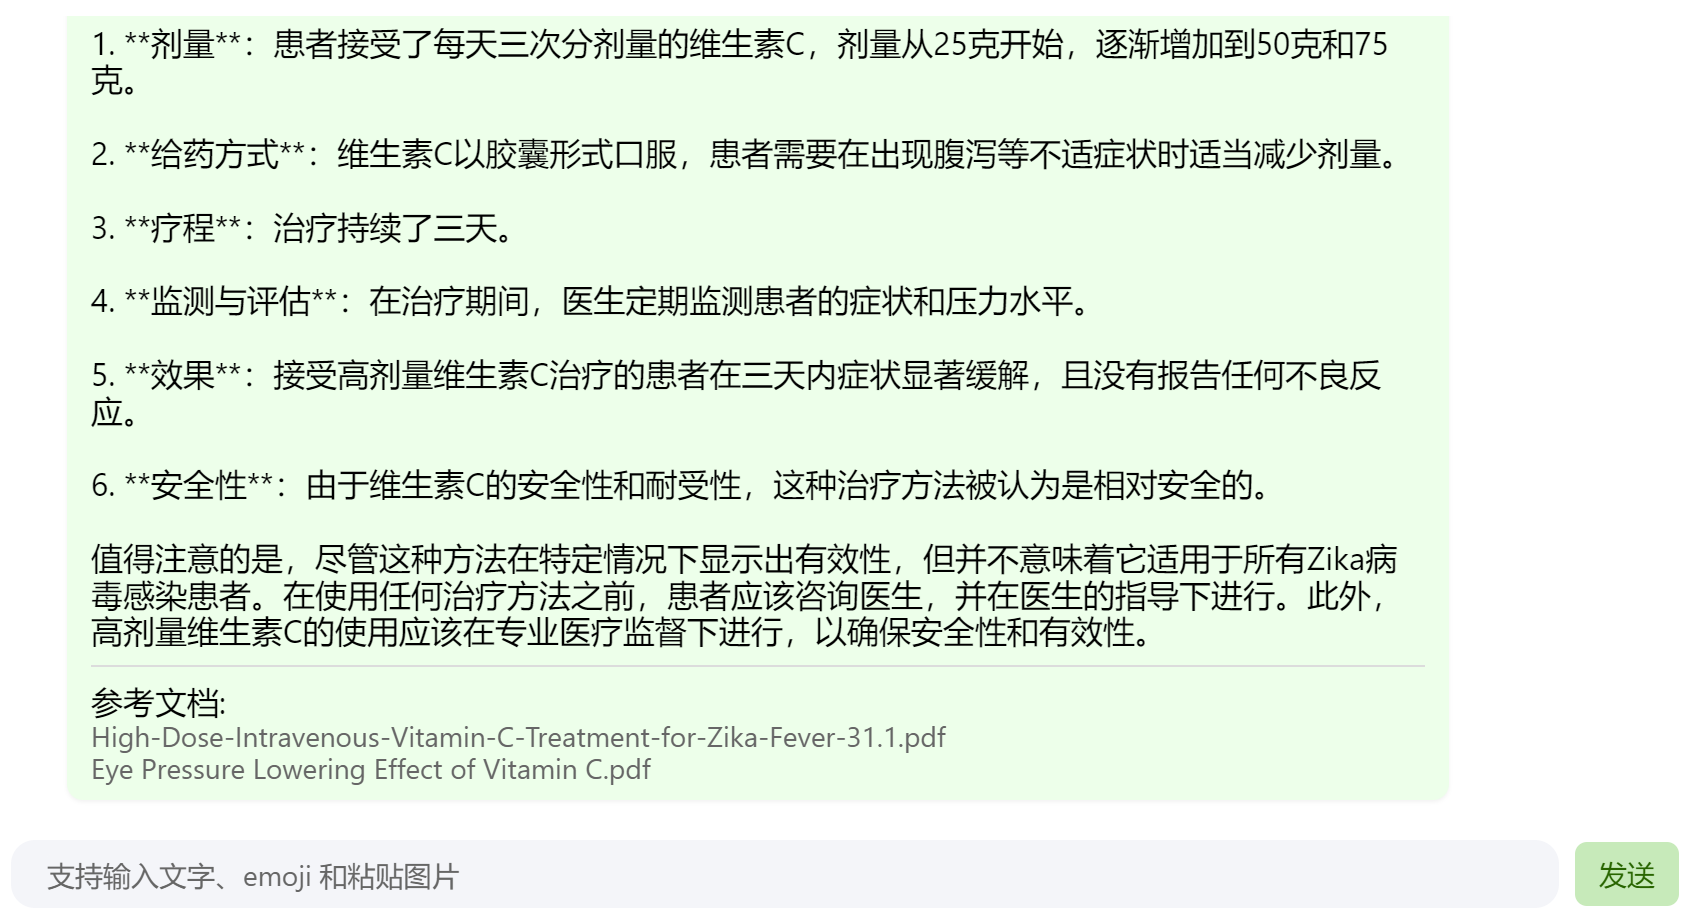 1. **剂量**：患者接受了每天三次分剂量的维生素C，剂量从25克开始，逐渐增加到50克和75
克。
2. **给药方式**：维生素C以胶囊形式口服，患者需要在出现腹泻等不适症状时适当减少剂量。
3. **疗程**：治疗持续了三天。
4. **监测与评估**：在治疗期间，医生定期监测患者的症状和压力水平。
5. **效果**：接受高剂量维生素C治疗的患者在三天内症状显著缓解，且没有报告任何不良反
应。
6. **安全性**：由于维生素C的安全性和耐受性，这种治疗方法被认为是相对安全的。
值得注意的是，尽管这种方法在特定情况下显示出有效性，但并不意味着它适用于所有Zika病
毒感染患者。在使用任何治疗方法之前，患者应该咨询医生，并在医生的指导下进行。此外，
高剂量维生素C的使用应该在专业医疗监督下进行，以确保安全性和有效性。
参考文档:
High-Dose-Intravenous-Vitamin-C-Treatment-for-Zika-Fever-31.1.pdf
Eye Pressure Lowering Effect of Vitamin C.pdf
支持输入文字、emoji 和粘贴图片
发送